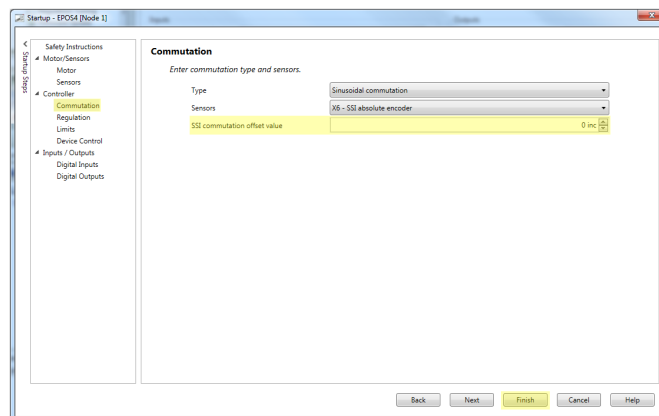 Startup - EPOS4 [Node 1]
Startup Steps
Safety Instructions
Motor/Sensors
Motor
Sensors
Controller
Commutation
Regulation
Limits
Device Control
Inputs / Outputs
Digital Inputs
Digital Outputs
Commutation
Enter commutation type and sensors.
Type
Sinusoidal commutation
Sensors
X6 - SSI absolute encoder
SSI commutation offset value
0 inc
Back
Next
Finish
Cancel
Help